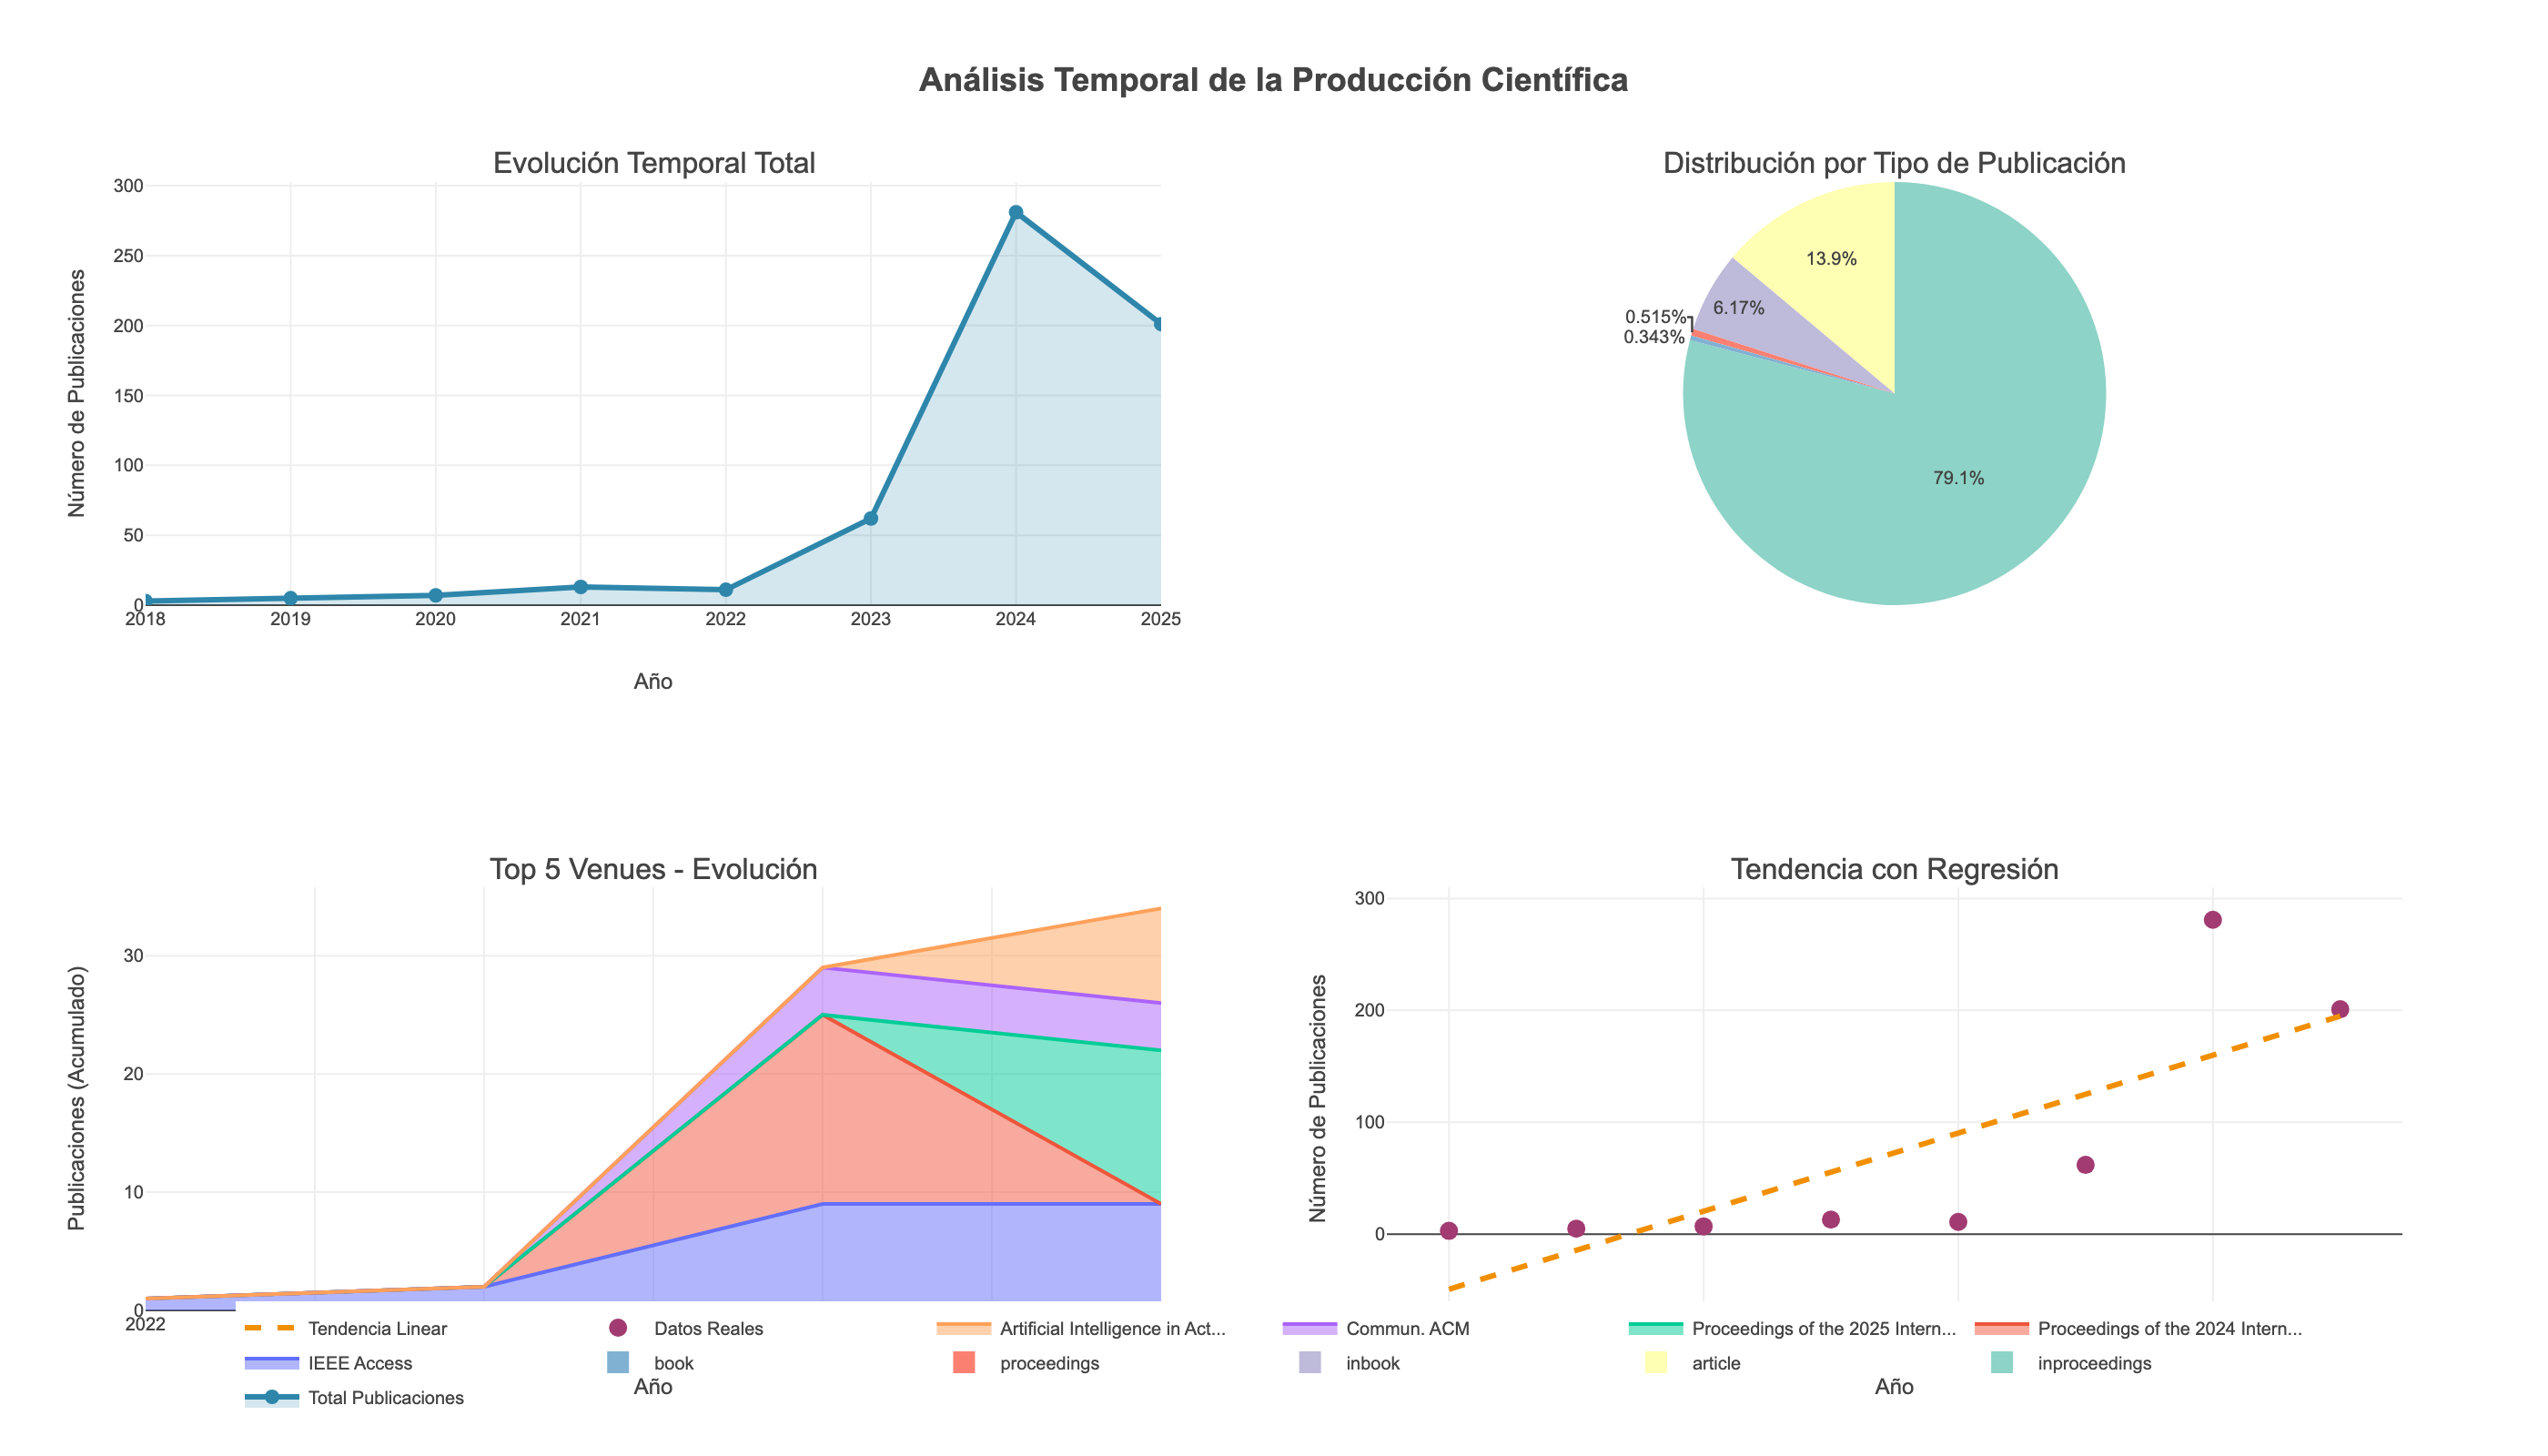 Análisis Temporal de la Producción Científica
Evolución Temporal Total
300
250
200
150
100
50
0
2018 2019 2020 2021 2022 2023 2024 2025
Número de Publicaciones
Año
Distribución por Tipo de Publicación
13.9%
6.17%
0.515%
0.343%
79.1%
Top 5 Venues - Evolución
30
20
10
0
2022
Publicaciones (Acumulado)
Año
Tendencia con Regresión
300
200
100
0
Número de Publicaciones
Año
Tendencia Linear Datos Reales Artificial Intelligence in Act... Commun. ACM Proceedings of the 2025 Intern... Proceedings of the 2024 Intern...
IEEE Access book proceedings inbook article inproceedings
Total Publicaciones